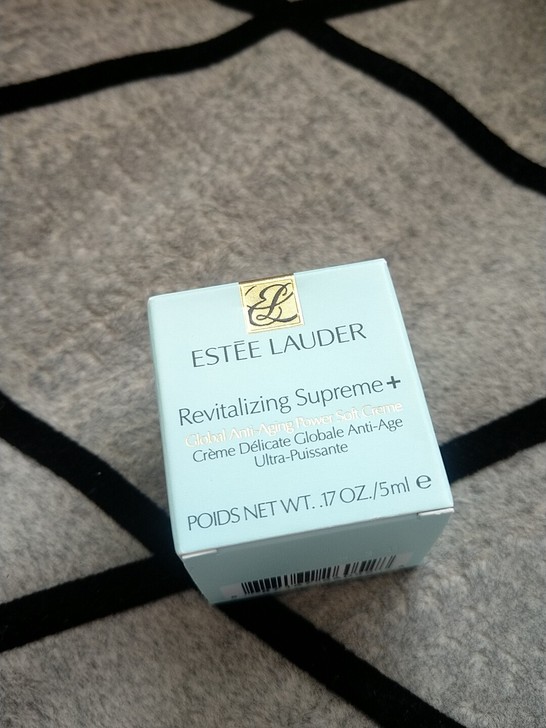 EL
ESTĒE LAUDER
Revitalizing Supreme+
Global Anti-Aging Power Soft Creme
Crème Délicate Globale Anti-Age
Ultra-Puissante
POIDS NET WT. .17 OZ./5ml ℮